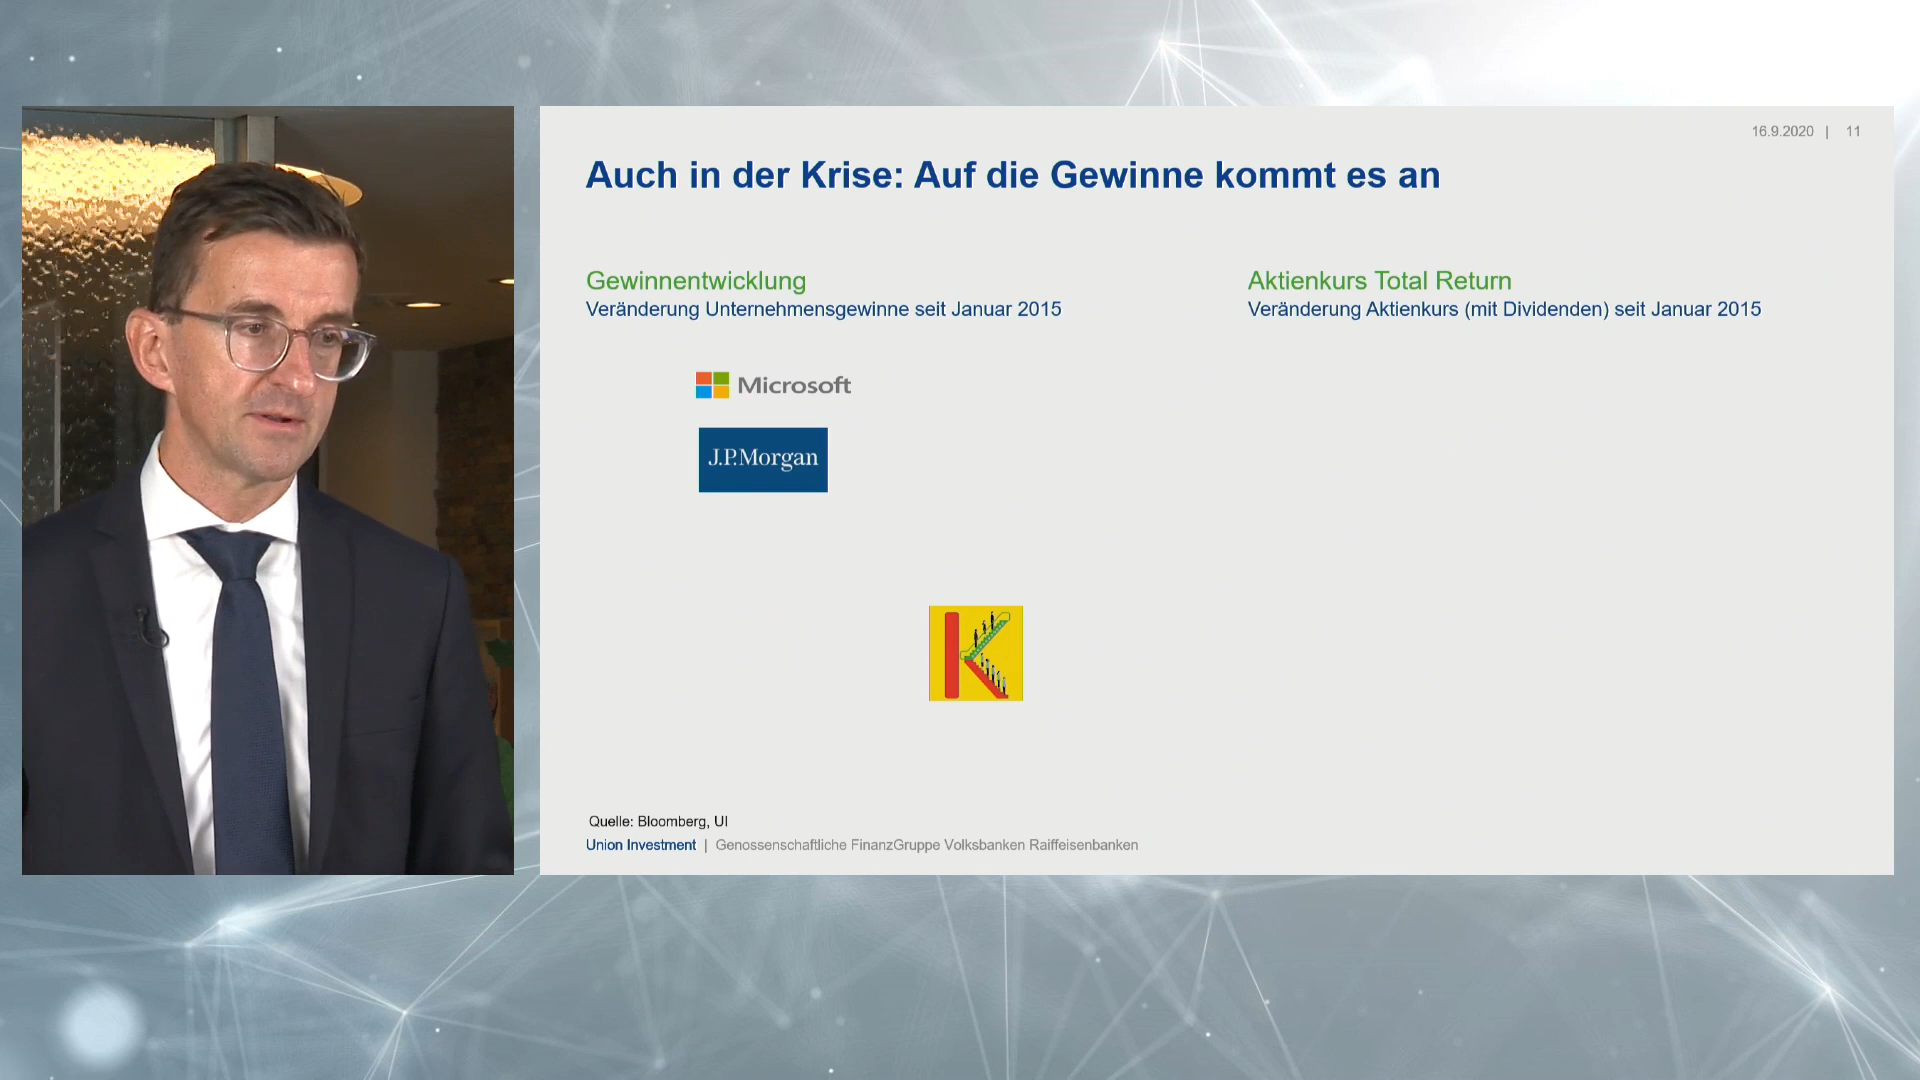 16.9.2020 | 11
Auch in der Krise: Auf die Gewinne kommt es an
Gewinnentwicklung
Veränderung Unternehmensgewinne seit Januar 2015
Aktienkurs Total Return
Veränderung Aktienkurs (mit Dividenden) seit Januar 2015
Microsoft
J.P.Morgan
K
Quelle: Bloomberg, UI
Union Investment | Genossenschaftliche FinanzGruppe Volksbanken Raiffeisenbanken